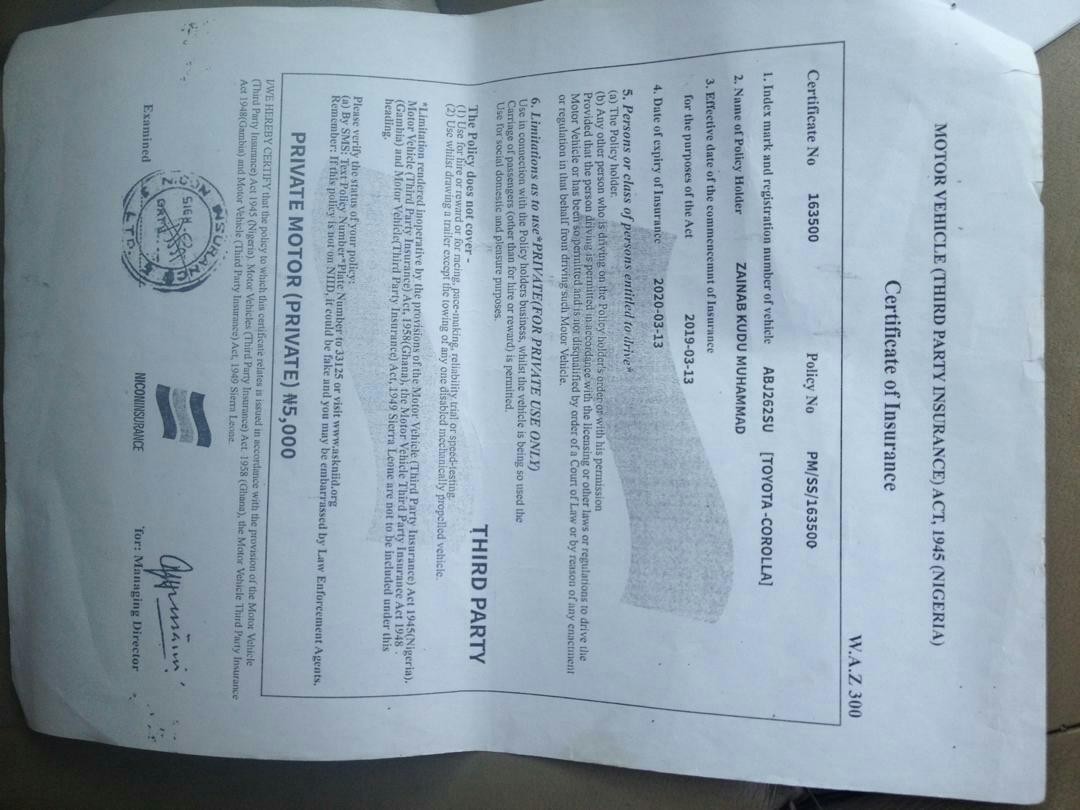 MOTOR VEHICLE (THIRD PARTY INSURANCE) ACT, 1945 (NIGERIA)
W.A.Z 300
Certificate of Insurance
Certificate No 163500 Policy No PM/SS/163500
1. Index mark and registration number of vehicle ABJ262SU [TOYOTA -COROLLA]
2. Name of Policy Holder ZAINAB KUDU MUHAMMAD
3. Effective date of the commencement of Insurance
for the purposes of the Act 2019-03-13
4. Date of expiry of Insurance 2020-03-13
5. Persons or class of persons entitled to drive*
(a) The Policy holder.
(b) Any other person who is driving on the Policy holder's order or with his permission
Provided that the person driving is permitted in accordance with the licensing or other laws or regulations to drive the
Motor Vehicle or has been so permitted and is not disqualified by order of a Court of Law or by reason of any enactment
or regulation in that behalf from driving such Motor Vehicle.
6. Limitations as to use*PRIVATE(FOR PRIVATE USE ONLY)
Use in connection with the Policy holders business, whilst the vehicle is being so used the
Carriage of passengers (other than for hire or reward) is permitted.
Use for social domestic and pleasure purposes.
THIRD PARTY
The Policy does not cover -
(1) Use for hire or reward or for racing, pace-making, reliability trial or speed-testing.
(2) Use whilst drawing a trailer except the towing of any one disabled mechanically propelled vehicle.
*Limitation rendered inoperative by the provisions of the Motor Vehicle (Third Party Insurance) Act 1945(Nigeria).
Motor Vehicle (Third Party Insurance) Act, 1958(Ghana), the Motor Vehicle Third Party Insurance Act 1948
(Gambia) and Motor Vehicle(Third Party Insurance) Act, 1949 Sierra Leone are not to be included under this
heading.
Please verify the status of your policy:
(a) By SMS: Text Policy Number*Plate Number to 33125 or visit www.askniid.org
Remember: If this policy is not on NIID, it could be fake and you may be embarrassed by Law Enforcement Agents.
PRIVATE MOTOR (PRIVATE) ₦5,000
I/WE HEREBY CERTIFY that the policy to which this certificate relates is issued in accordance with the provision of the Motor Vehicle
(Third Party Insurance) Act 1945 (Nigeria). Motor Vehicles (Third Party Insurance) Act. 1958 (Ghana), the Motor Vehicle Third Party Insurance
Act 1948(Gambia) and Motor Vehicle (Third Party Insurance) Act, 1949 Sierra Leone.
Examined
NICON INSURANCE LTD.
SIGN
NICONINSURANCE
for: Managing Director